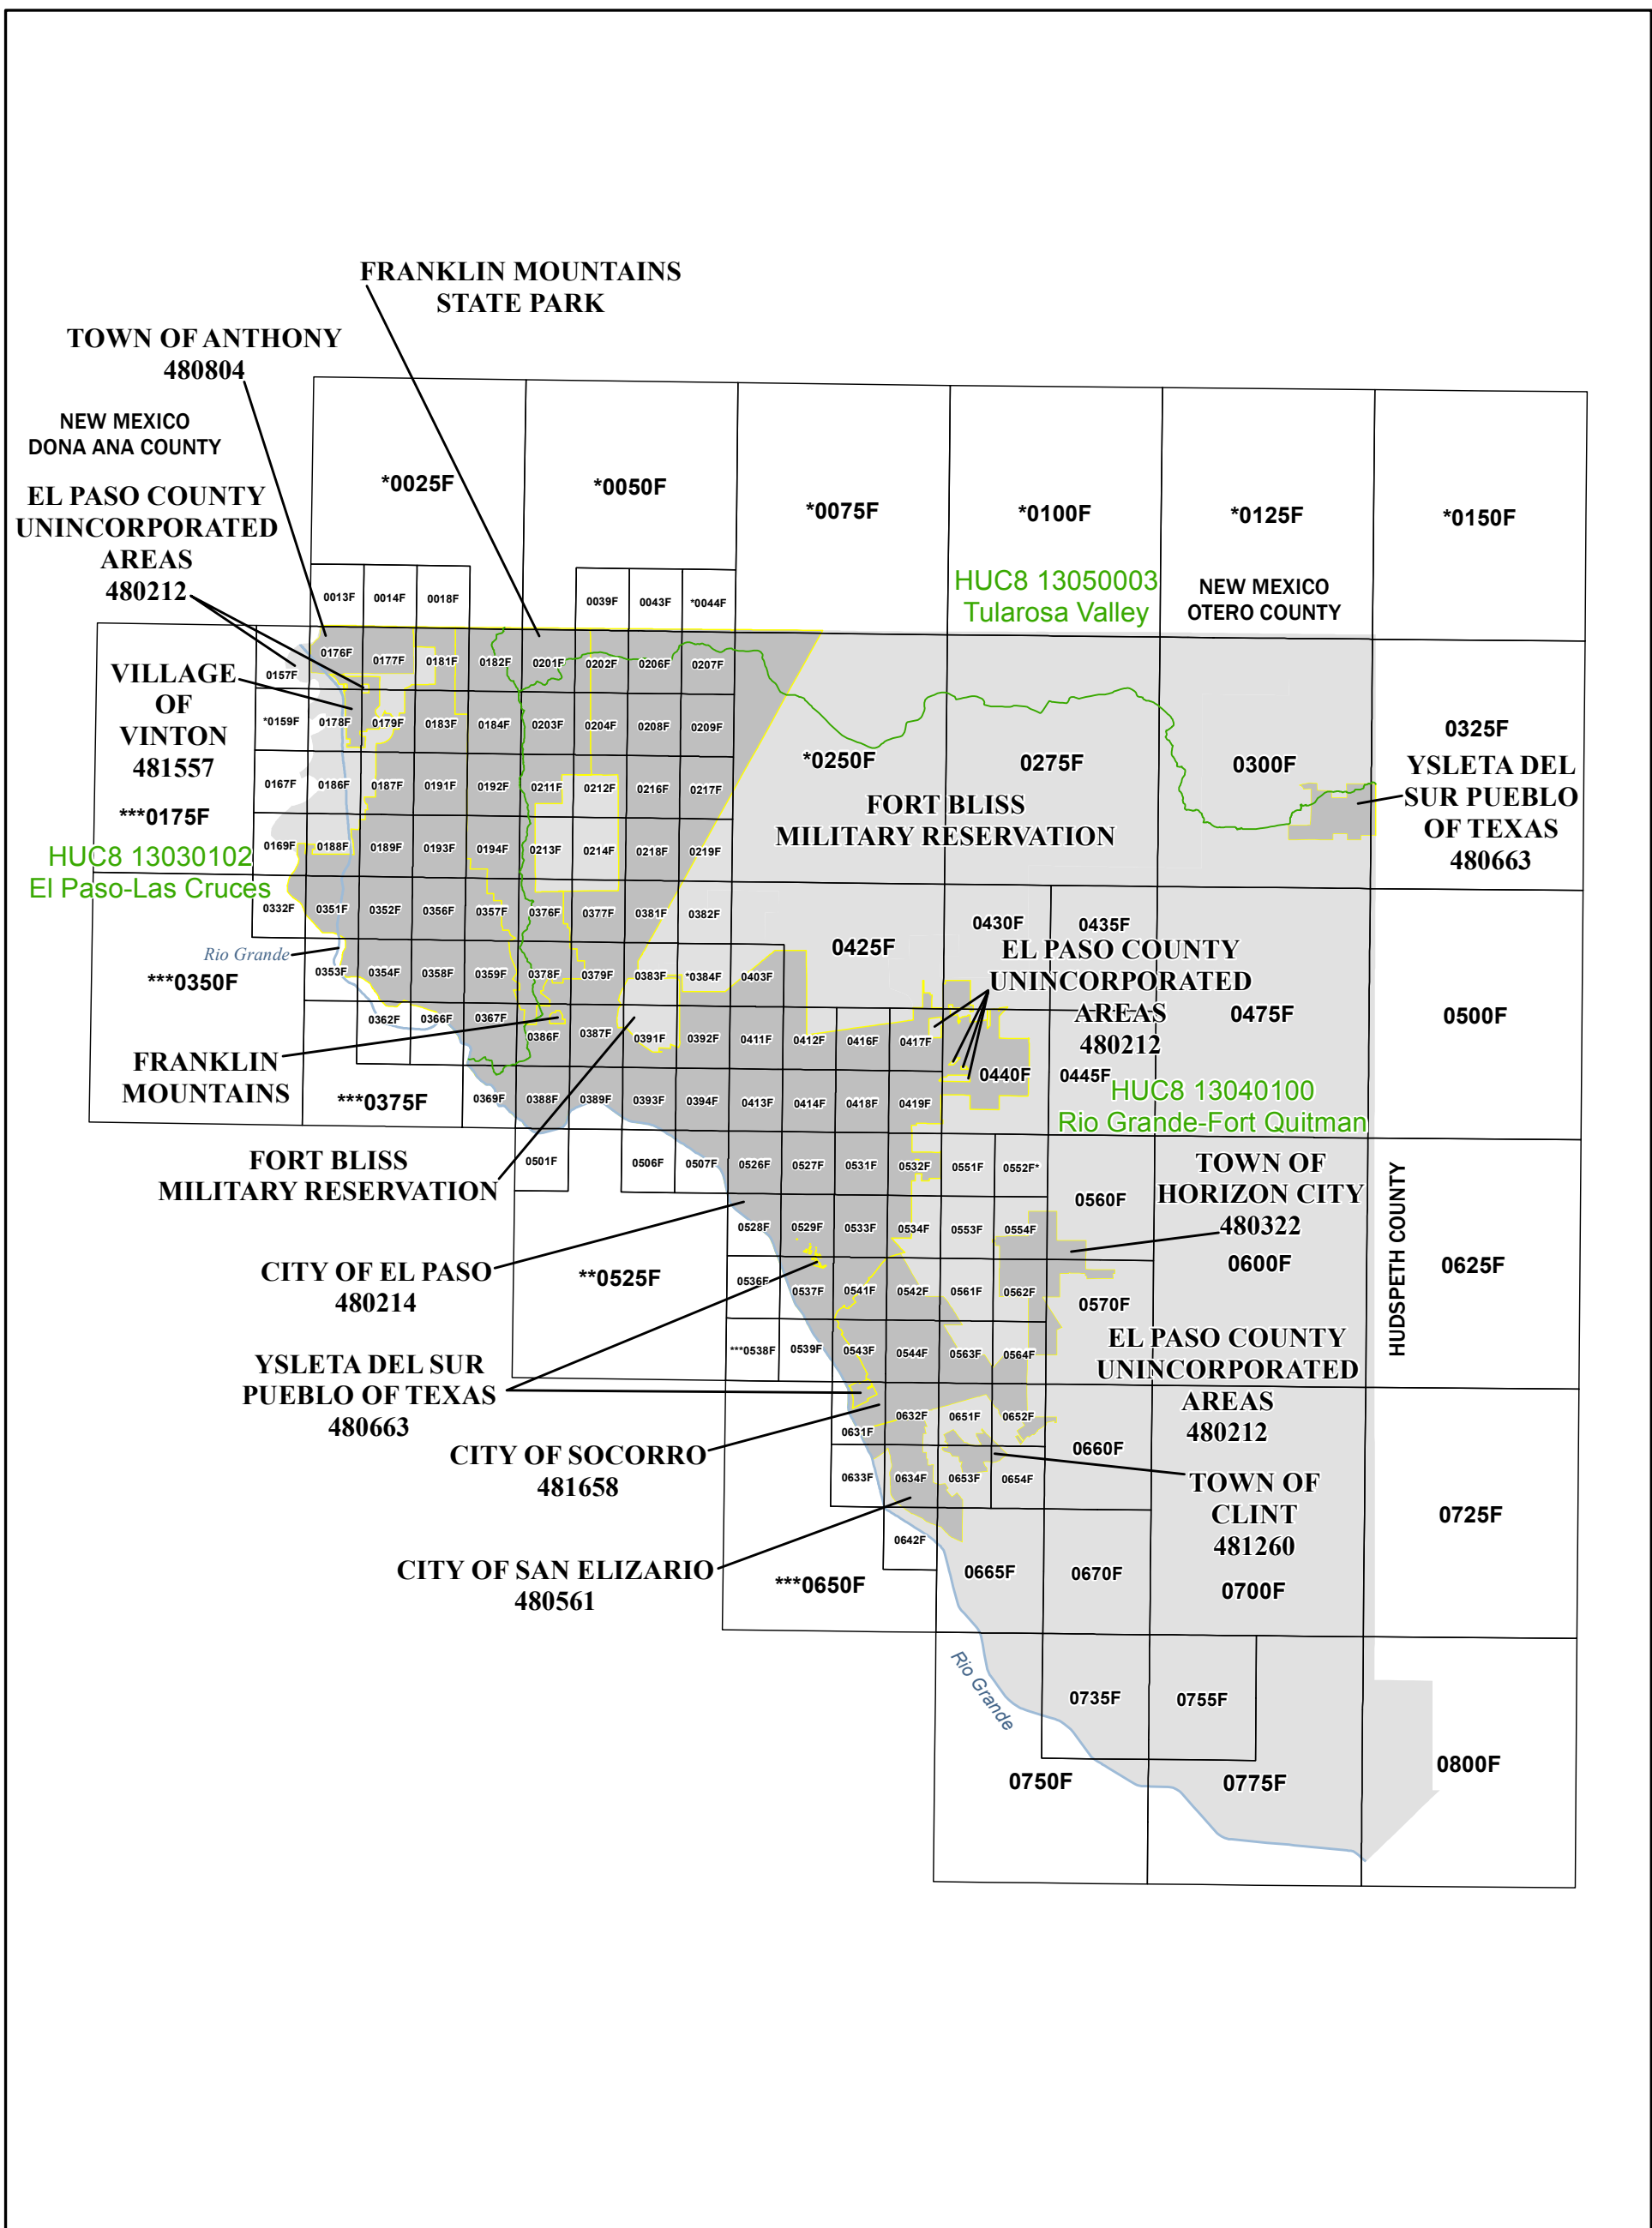 FRANKLIN MOUNTAINS
STATE PARK
TOWN OF ANTHONY
480804
NEW MEXICO
DONA ANA COUNTY
EL PASO COUNTY
UNINCORPORATED
AREAS
480212
*0025F
*0050F
*0075F
*0100F
*0125F
*0150F
HUC8 13050003
Tularosa Valley
NEW MEXICO
OTERO COUNTY
0013F 0014F 0018F 0039F 0043F *0044F
VILLAGE
OF
VINTON
481557
***0175F
HUC8 13030102
El Paso-Las Cruces
0157F 0176F 0177F 0181F 0182F 0201F 0202F 0206F 0207F
*0159F 0178F 0179F 0183F 0184F 0203F 0204F 0208F 0209F
0167F 0186F 0187F 0191F 0192F 0211F 0212F 0216F 0217F
0169F 0188F 0189F 0193F 0194F 0213F 0214F 0218F 0219F
*0250F
0275F
0300F
0325F
FORT BLISS
MILITARY RESERVATION
YSLETA DEL
SUR PUEBLO
OF TEXAS
480663
0332F 0351F 0352F 0356F 0357F 0376F 0377F 0381F 0382F
0425F
0430F
0435F
EL PASO COUNTY
UNINCORPORATED
AREAS
480212
Rio Grande
***0350F
0353F 0354F 0358F 0359F 0378F 0379F 0383F *0384F 0403F
0475F
0500F
0362F 0366F 0367F 0386F 0387F 0391F 0392F 0411F 0412F 0416F 0417F
0440F
0445F
FRANKLIN
MOUNTAINS
***0375F
0369F 0388F 0389F 0393F 0394F 0413F 0414F 0418F 0419F
HUC8 13040100
Rio Grande-Fort Quitman
FORT BLISS
MILITARY RESERVATION
0501F 0506F 0507F 0526F 0527F 0531F 0532F 0551F 0552F*
0560F
TOWN OF
HORIZON CITY
480322
0600F
HUDSPETH COUNTY
0625F
0528F 0529F 0533F 0534F 0553F 0554F
CITY OF EL PASO
480214
**0525F
0536F 0537F 0541F 0542F 0561F 0562F
0570F
EL PASO COUNTY
UNINCORPORATED
AREAS
480212
***0538F 0539F 0543F 0544F 0563F 0564F
YSLETA DEL SUR
PUEBLO OF TEXAS
480663
0631F 0632F 0651F 0652F
0660F
CITY OF SOCORRO
481658
0633F 0634F 0653F 0654F
TOWN OF
CLINT
481260
0700F
0725F
0642F
CITY OF SAN ELIZARIO
480561
***0650F
0665F
0670F
Rio Grande
0735F
0755F
0750F
0775F
0800F